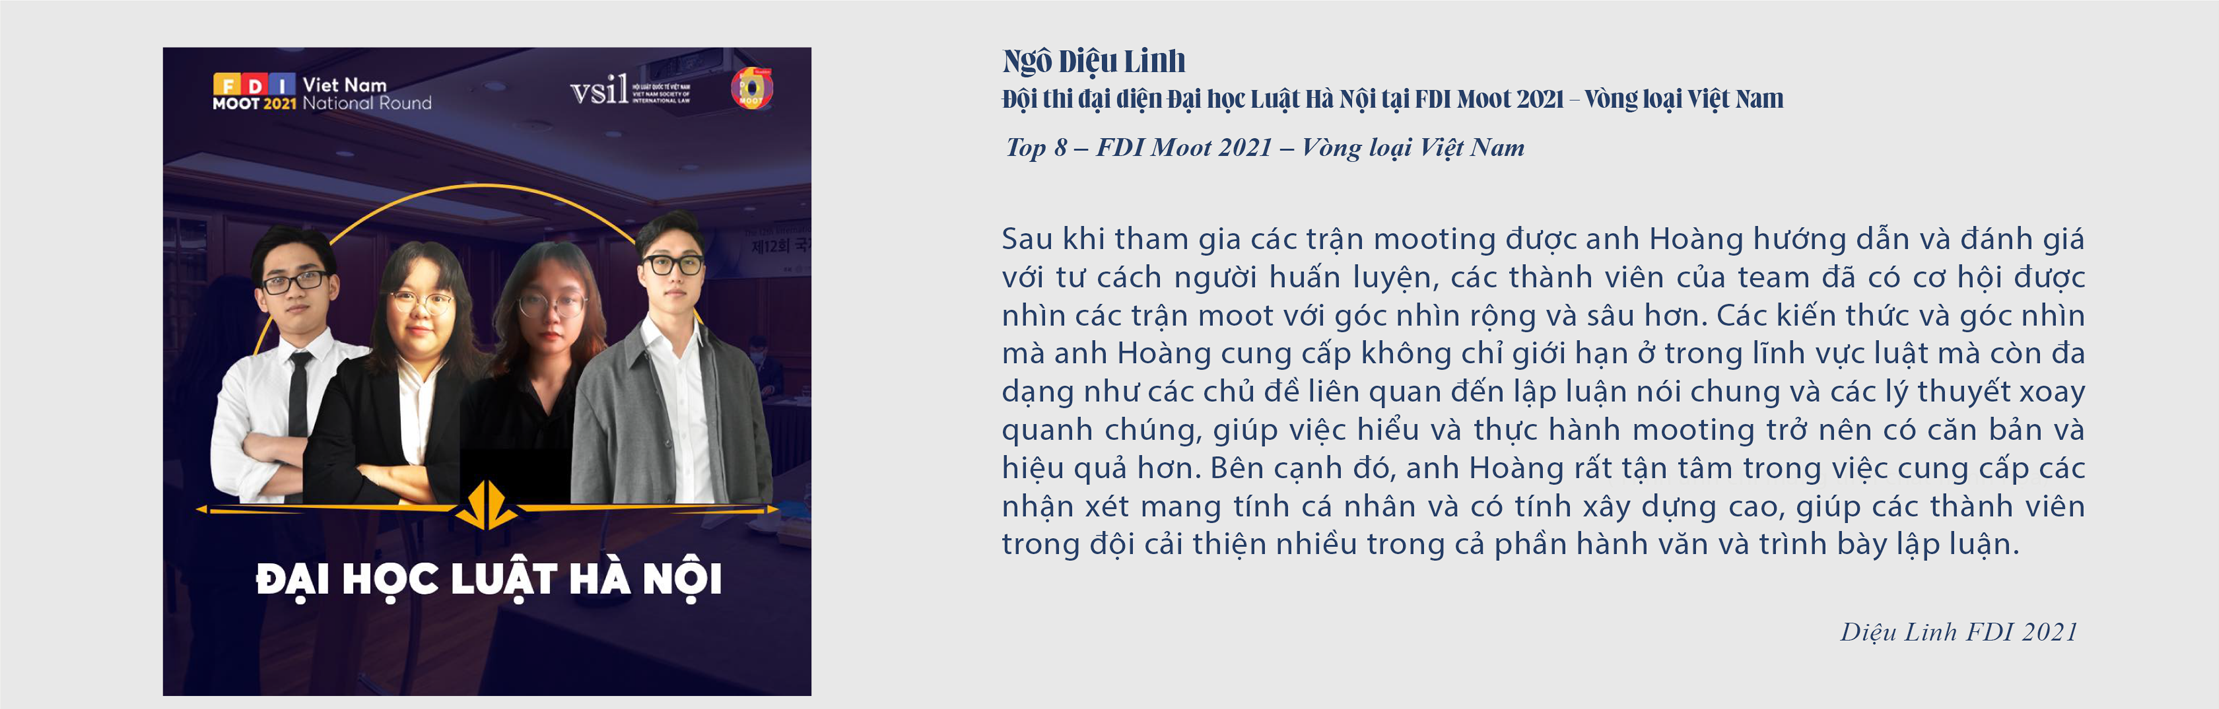 FDI Viet Nam
MOOT 2021 National Round
vsil HỘI LUẬT QUỐC TẾ VIỆT NAM
VIET NAM SOCIETY OF
INTERNATIONAL LAW
MOOT
제12회 국제
ĐẠI HỌC LUẬT HÀ NỘI
Ngô Diệu Linh
Đội thi đại diện Đại học Luật Hà Nội tại FDI Moot 2021 – Vòng loại Việt Nam
Top 8 – FDI Moot 2021 – Vòng loại Việt Nam
Sau khi tham gia các trận mooting được anh Hoàng hướng dẫn và đánh giá
với tư cách người huấn luyện, các thành viên của team đã có cơ hội được
nhìn các trận moot với góc nhìn rộng và sâu hơn. Các kiến thức và góc nhìn
mà anh Hoàng cung cấp không chỉ giới hạn ở trong lĩnh vực luật mà còn đa
dạng như các chủ đề liên quan đến lập luận nói chung và các lý thuyết xoay
quanh chúng, giúp việc hiểu và thực hành mooting trở nên có căn bản và
hiệu quả hơn. Bên cạnh đó, anh Hoàng rất tận tâm trong việc cung cấp các
nhận xét mang tính cá nhân và có tính xây dựng cao, giúp các thành viên
trong đội cải thiện nhiều trong cả phần hành văn và trình bày lập luận.
Diệu Linh FDI 2021